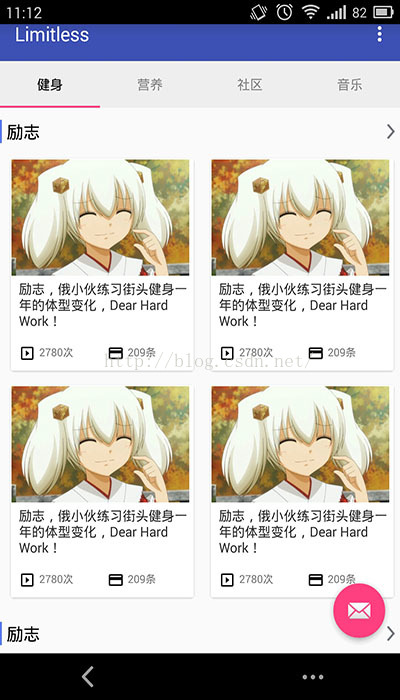 11:12
82
Limitless
健身
营养
社区
音乐
励志
励志，俄小伙练习街头健身一
年的体型变化，Dear Hard
Work！
2780次
209条
励志，俄小伙练习街头健身一
年的体型变化，Dear Hard
Work！
2780次
209条
http://blog.csdn.net/
励志，俄小伙练习街头健身一
年的体型变化，Dear Hard
Work！
2780次
209条
励志，俄小伙练习街头健身一
年的体型变化，Dear Hard
Work！
2780次
209条
励志